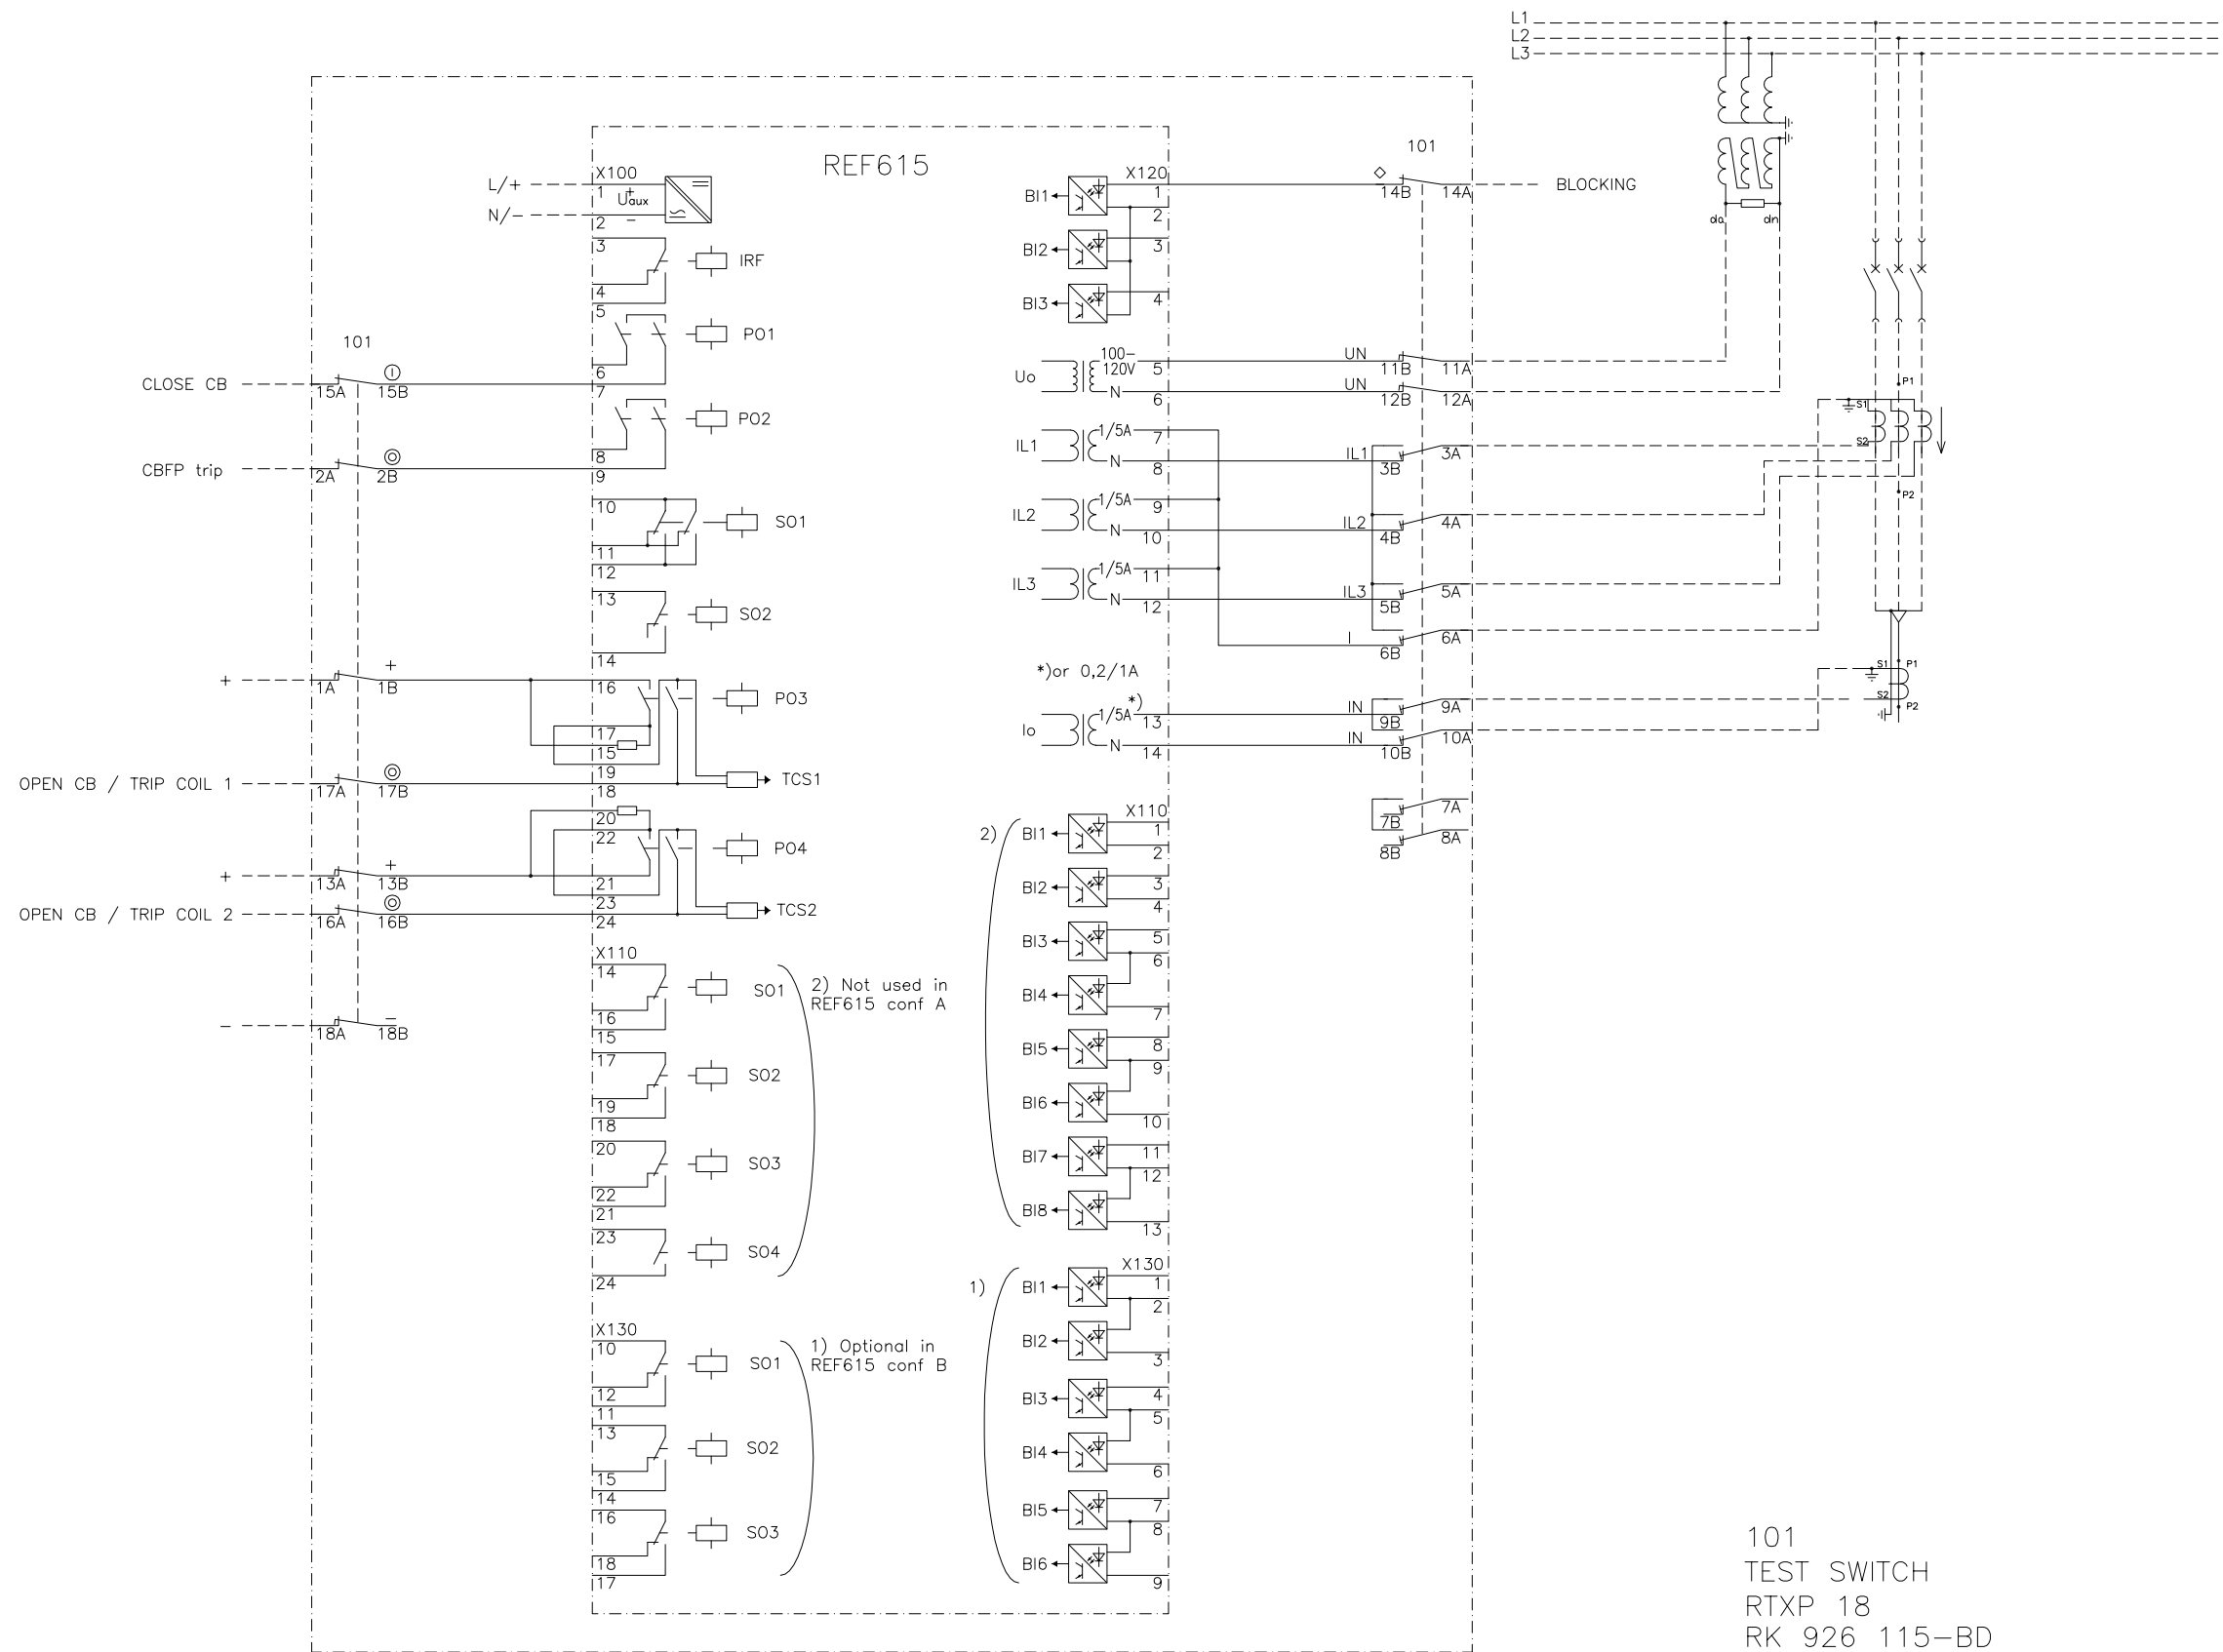 L1
L2
L3
101
REF615
X100
L/+
1
+
Uaux
N/-
2
-
3
IRF
4
5
PO1
101
6
CLOSE CB
15A
15B
7
PO2
8
CBFP trip
2A
2B
9
10
SO1
11
12
13
SO2
14
+
1A
+
1B
16
PO3
17
15
19
TCS1
OPEN CB / TRIP COIL 1
17A
17B
18
20
22
PO4
+
13A
+
13B
21
23
TCS2
OPEN CB / TRIP COIL 2
16A
16B
24
X110
14
SO1
2) Not used in
REF615 conf A
16
15
-
18A
-
18B
17
SO2
19
18
20
SO3
22
21
23
SO4
24
X130
10
SO1
1) Optional in
REF615 conf B
12
11
13
SO2
15
14
16
SO3
18
17
X120
BI1
1
2
14B
14A
BLOCKING
BI2
3
BI3
4
da
dn
Uo
100-
120V
5
UN
11B
11A
N
6
UN
12B
12A
IL1
1/5A
7
N
8
IL1
3B
3A
IL2
1/5A
9
N
10
IL2
4B
4A
IL3
1/5A
11
N
12
IL3
5B
5A
I
6B
6A
P1
S1
S2
P2
*)or 0,2/1A
*)
Io
1/5A
13
IN
9B
9A
N
14
IN
10B
10A
S1
P1
S2
P2
7B
7A
8B
8A
2)
X110
BI1
1
2
BI2
3
4
BI3
5
6
BI4
7
BI5
8
9
BI6
10
BI7
11
12
BI8
13
1)
X130
BI1
1
2
BI2
3
BI3
4
5
BI4
6
BI5
7
8
BI6
9
101
TEST SWITCH
RTXP 18
RK 926 115-BD